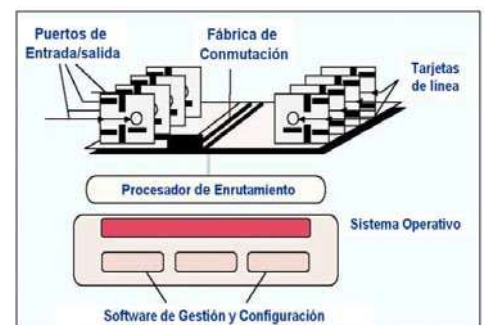 Puertos de
Entrada/salida
Fábrica de
Conmutación
Tarjetas
de línea
Procesador de Enrutamiento
Sistema Operativo
Software de Gestión y Configuración